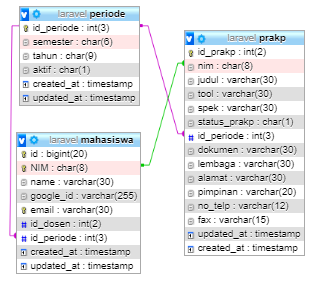 laravel periode
id_periode : int(3)
semester : char(6)
tahun : char(9)
aktif : char(1)
created_at : timestamp
updated_at : timestamp
laravel mahasiswa
id : bigint(20)
NIM : char(8)
name : varchar(30)
google_id : varchar(255)
email : varchar(30)
id_dosen : int(2)
id_periode : int(3)
created_at : timestamp
updated_at : timestamp
laravel prakp
id_prakp : int(2)
nim : char(8)
judul : varchar(30)
tool : varchar(30)
spek : varchar(30)
status_prakp : char(1)
id_periode : int(3)
dokumen : varchar(30)
lembaga : varchar(30)
alamat : varchar(30)
pimpinan : varchar(20)
no_telp : varchar(12)
fax : varchar(15)
updated_at : timestamp
created_at : timestamp